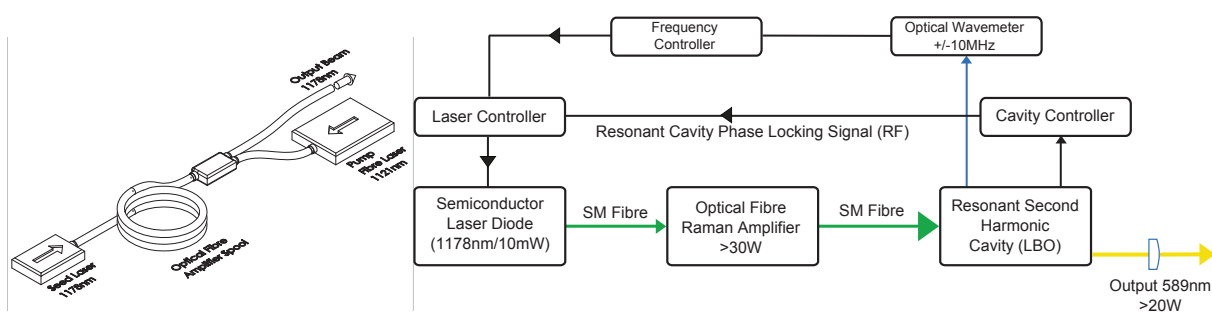 Output Beam
1178nm
Pump
Fibre Laser
1121nm
Optical Fibre
Amplifier Spool
Seed Laser
1178nm
Frequency
Controller
Optical Wavemeter
+/-10MHz
Laser Controller
Resonant Cavity Phase Locking Signal (RF)
Cavity Controller
Semiconductor
Laser Diode
(1178nm/10mW)
SM Fibre
Optical Fibre
Raman Amplifier
>30W
SM Fibre
Resonant Second
Harmonic
Cavity (LBO)
Output 589nm
>20W